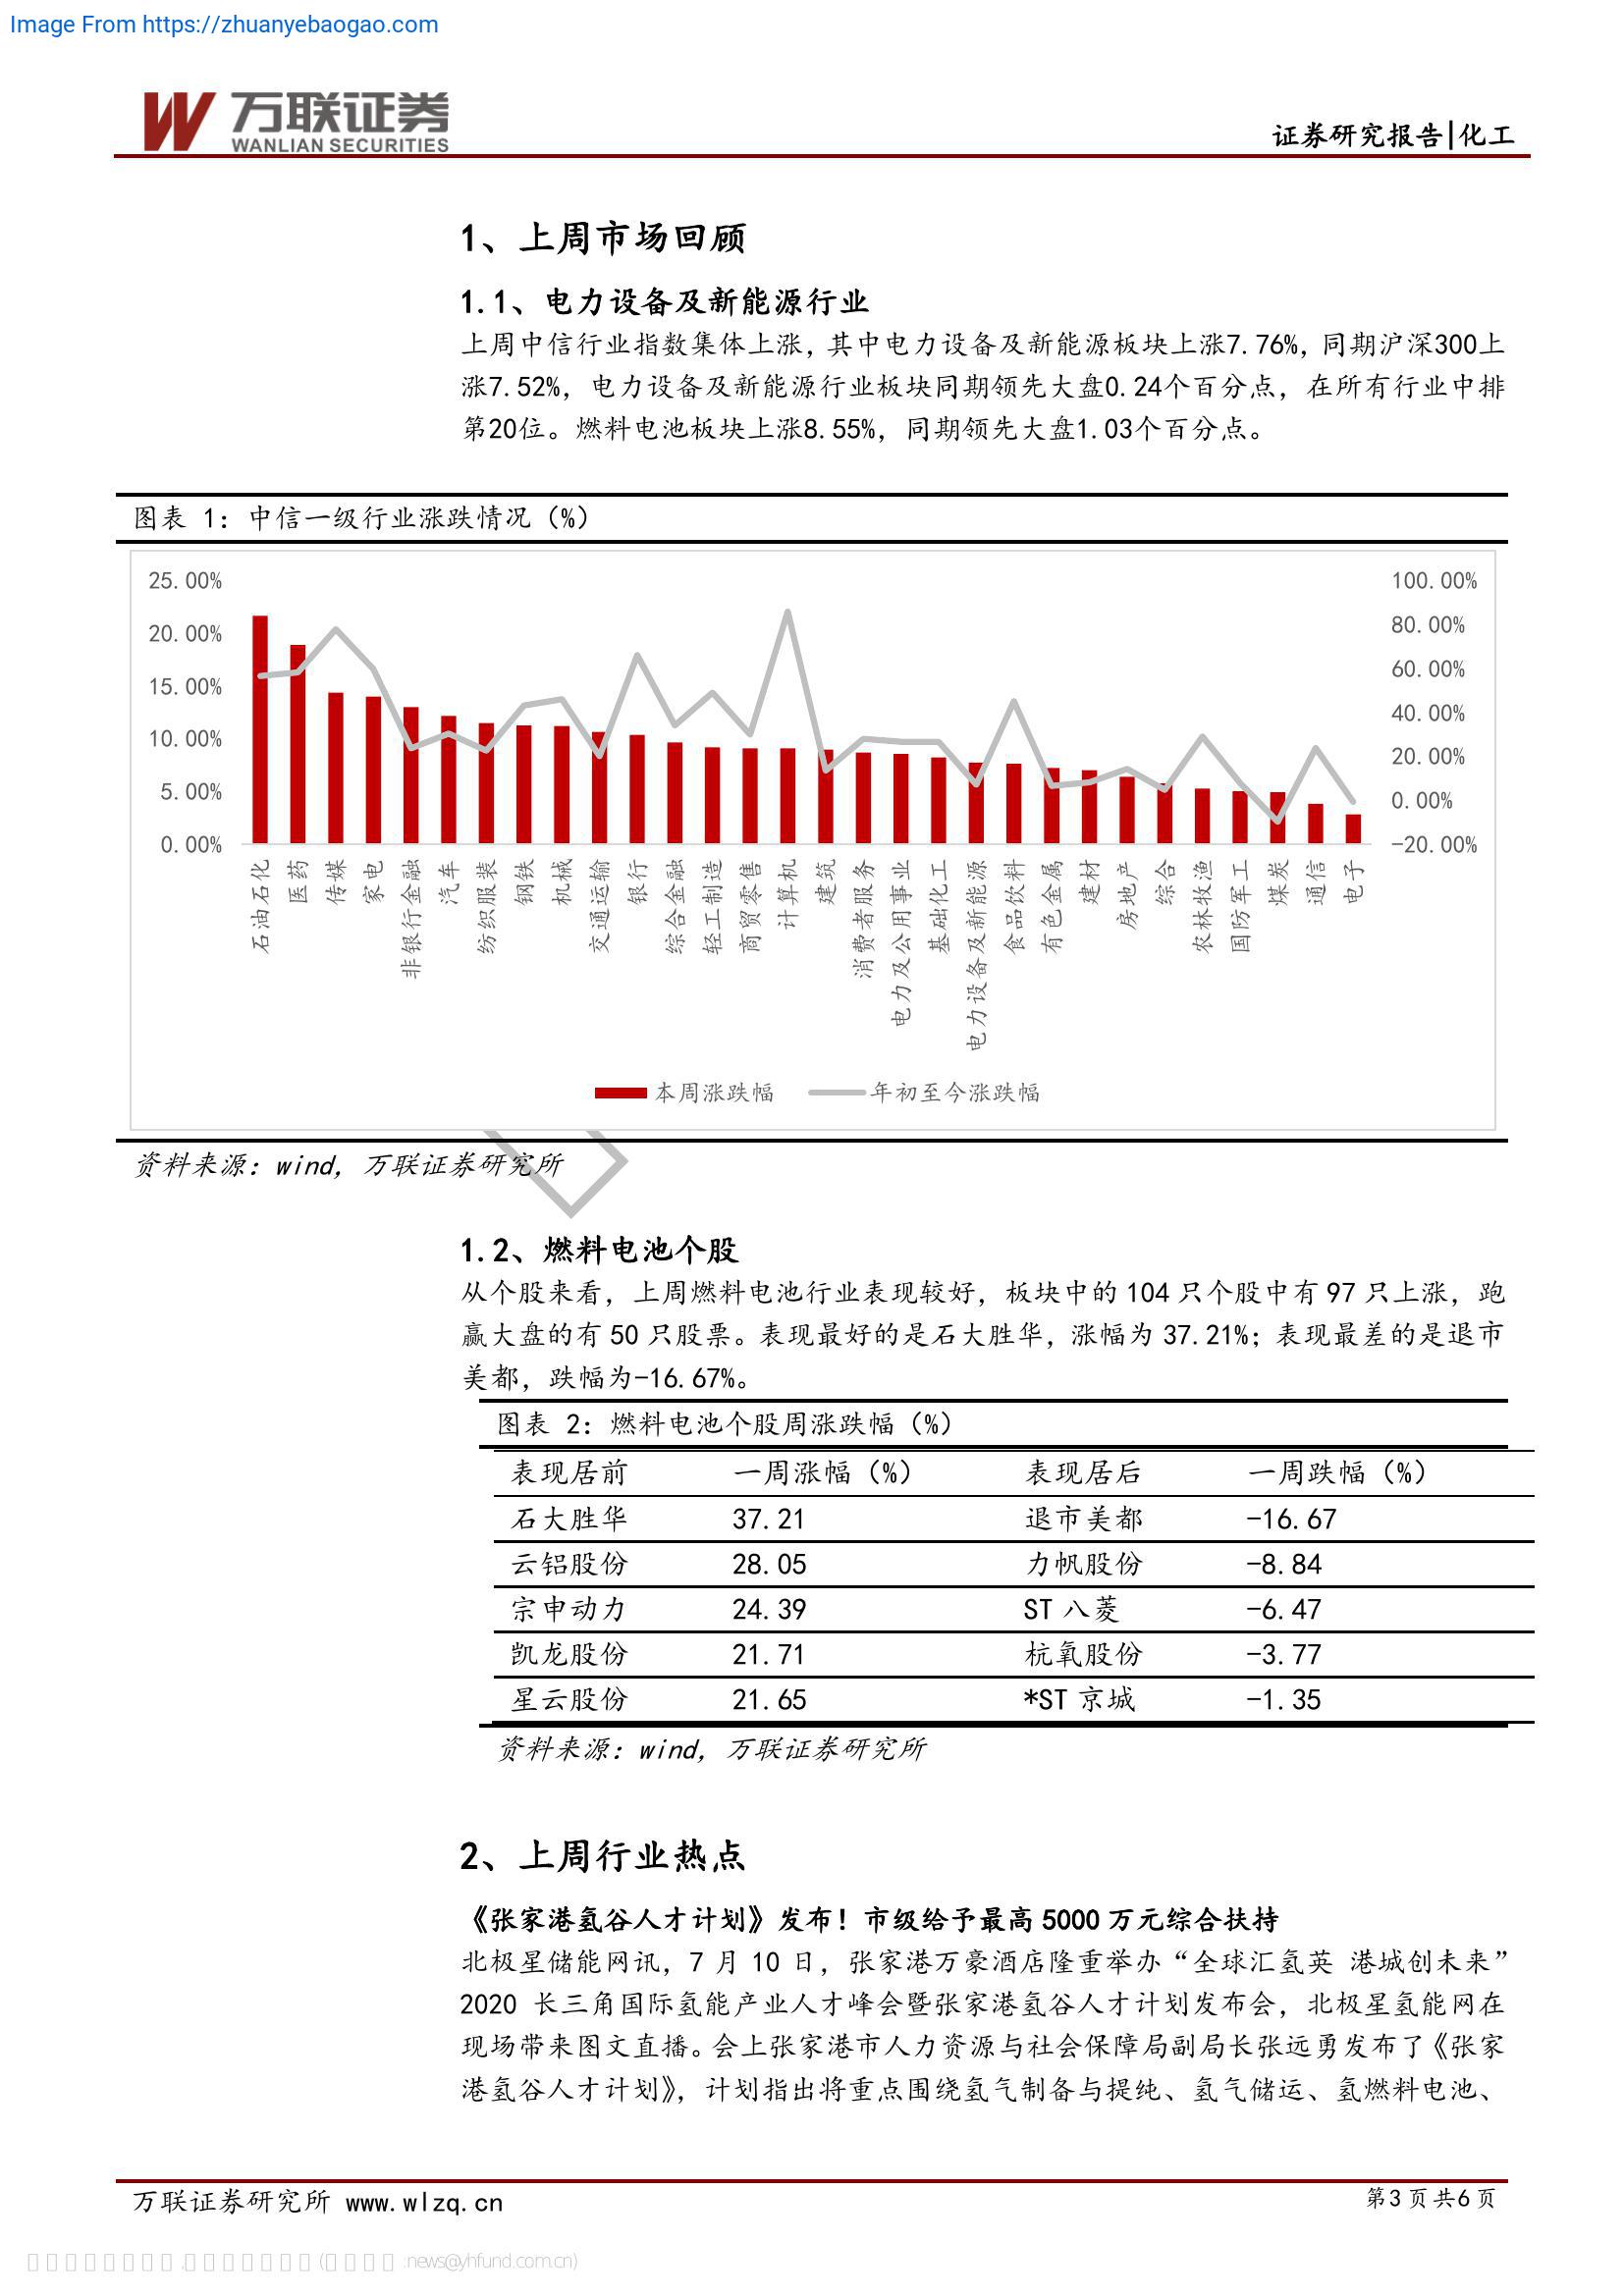 Image From https://zhuanyebaogao.com
万联证券
WANLIAN SECURITIES
证券研究报告|化工
1、上周市场回顾
1.1、电力设备及新能源行业
上周中信行业指数集体上涨，其中电力设备及新能源板块上涨7.76%，同期沪深300上
涨7.52%，电力设备及新能源行业板块同期领先大盘0.24个百分点，在所有行业中排
第20位。燃料电池板块上涨8.55%，同期领先大盘1.03个百分点。
图表 1：中信一级行业涨跌情况（%）
25.00%
20.00%
15.00%
10.00%
5.00%
0.00%
100.00%
80.00%
60.00%
40.00%
20.00%
0.00%
-20.00%
石油石化
医药
传媒
家电
非银行金融
汽车
纺织服装
钢铁
机械
交通运输
银行
综合金融
轻工制造
商贸零售
计算机
建筑
消费者服务
电力及公用事业
基础化工
电力设备及新能源
食品饮料
有色金属
建材
房地产
综合
农林牧渔
国防军工
煤炭
通信
电子
本周涨跌幅 年初至今涨跌幅
资料来源：wind，万联证券研究所
1.2、燃料电池个股
从个股来看，上周燃料电池行业表现较好，板块中的 104 只个股中有 97 只上涨，跑
赢大盘的有 50 只股票。表现最好的是石大胜华，涨幅为 37.21%；表现最差的是退市
美都，跌幅为-16.67%。
图表 2：燃料电池个股周涨跌幅（%）
表现居前 一周涨幅（%） 表现居后 一周跌幅（%）
石大胜华 37.21 退市美都 -16.67
云铝股份 28.05 力帆股份 -8.84
宗申动力 24.39 ST 八菱 -6.47
凯龙股份 21.71 杭氧股份 -3.77
星云股份 21.65 *ST 京城 -1.35
资料来源：wind，万联证券研究所
2、上周行业热点
《张家港氢谷人才计划》发布！市级给予最高 5000 万元综合扶持
北极星储能网讯，7 月 10 日，张家港万豪酒店隆重举办“全球汇氢英 港城创未来”
2020 长三角国际氢能产业人才峰会暨张家港氢谷人才计划发布会，北极星氢能网在
现场带来图文直播。会上张家港市人力资源与社会保障局副局长张远勇发布了《张家
港氢谷人才计划》，计划指出将重点围绕氢气制备与提纯、氢气储运、氢燃料电池、
万联证券研究所 www.wlzq.cn
第3页共6页
news@yhfund.com.cn)